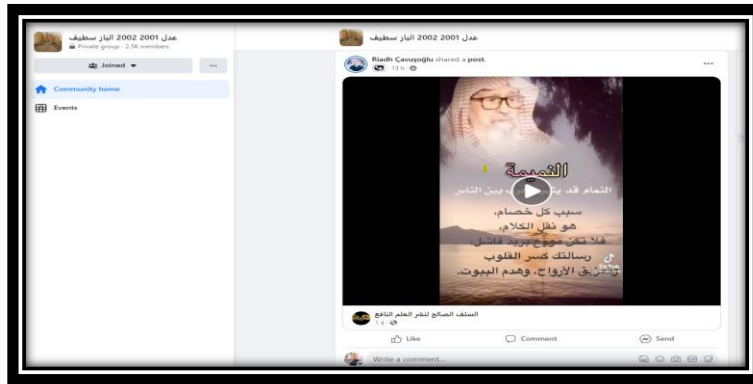 عدل 2001 2002 الباز سطيف
Private group · 2.5K members
Joined
Community home
Events
عدل 2001 2002 الباز سطيف
Riadh Çavuşoğlu shared a post.
13 h
النميمة
النمام قد بين الناس
سبب كل خصام،
هو نقل الكلام،
فلا تكن موزع بريد فاشل،
رسالتك كسر القلوب
الأرواح، وهدم البيوت.
TikTok
السلف الصالح لنشر العلم النافع
1 d
Like
Comment
Send
Write a comment...